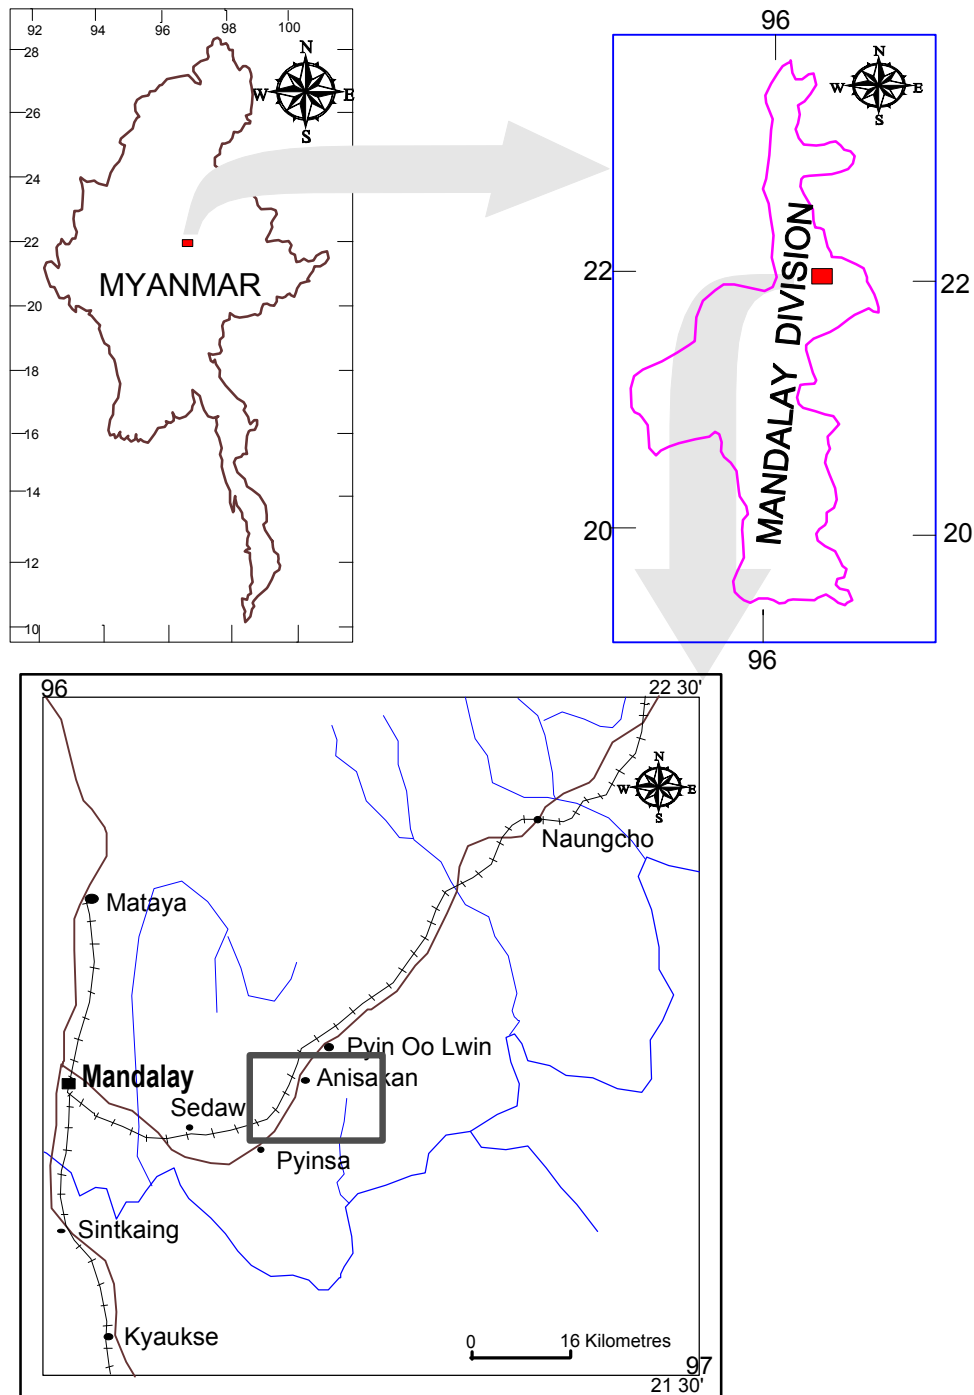 92 94 96 98 100
28
26
24
22
20
18
16
14
12
10
N
W E
S
MYANMAR
96
N
W E
S
22
22
20
20
MANDALAY DIVISION
96
96
22 30'
N
W E
S
Naungcho
Mataya
Pyin Oo Lwin
Mandalay
Anisakan
Sedaw
Pyinsa
Sintkaing
Kyaukse
0 16 Kilometres
97
21 30'